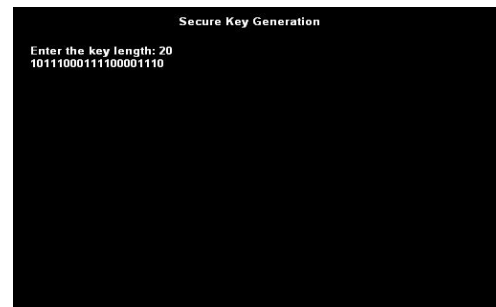 Secure Key Generation
Enter the key length: 20
10111000111100001110